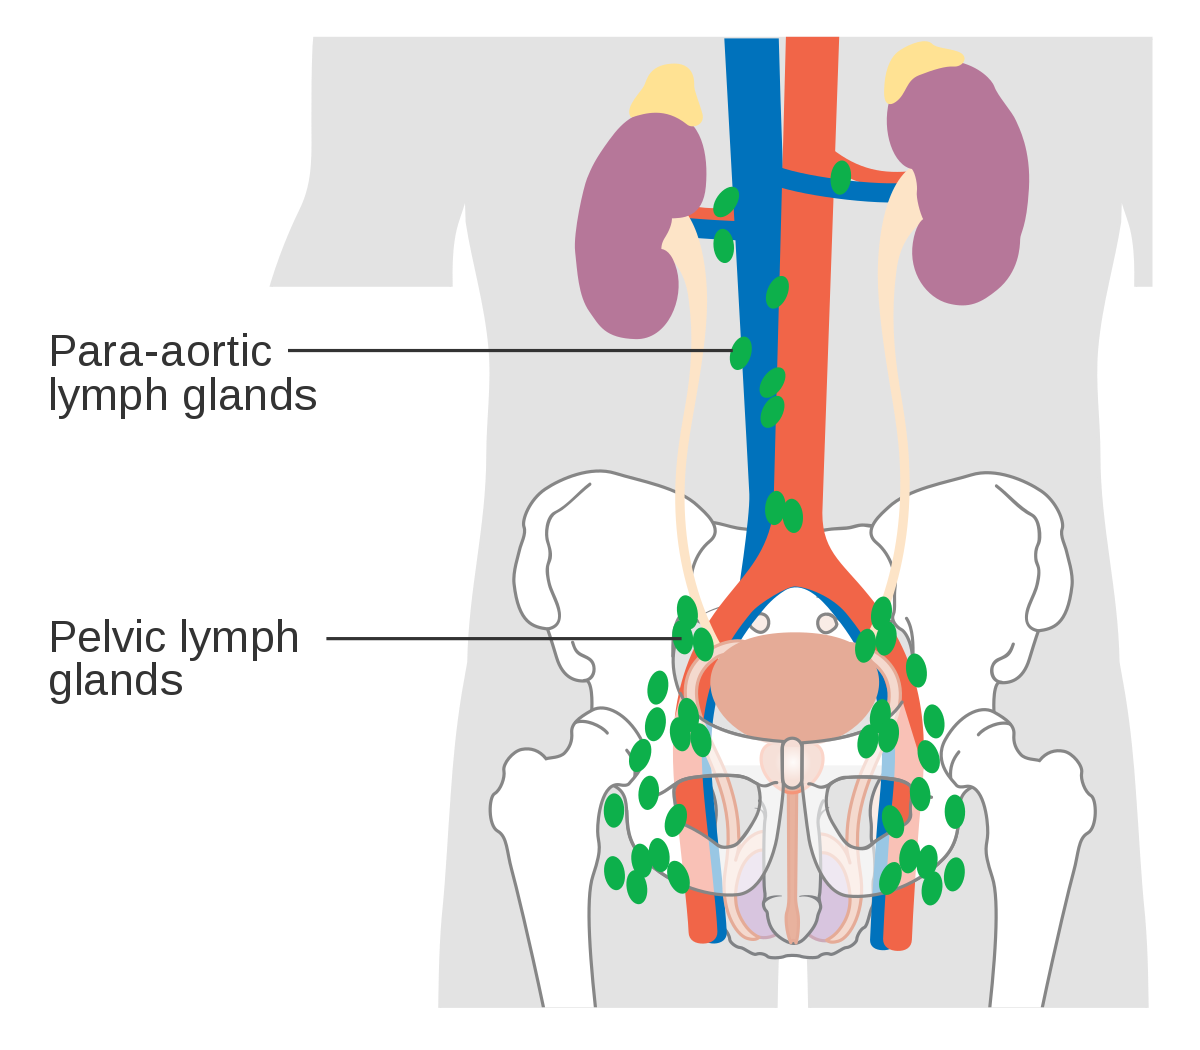 Para-aortic
lymph glands
Pelvic lymph
glands